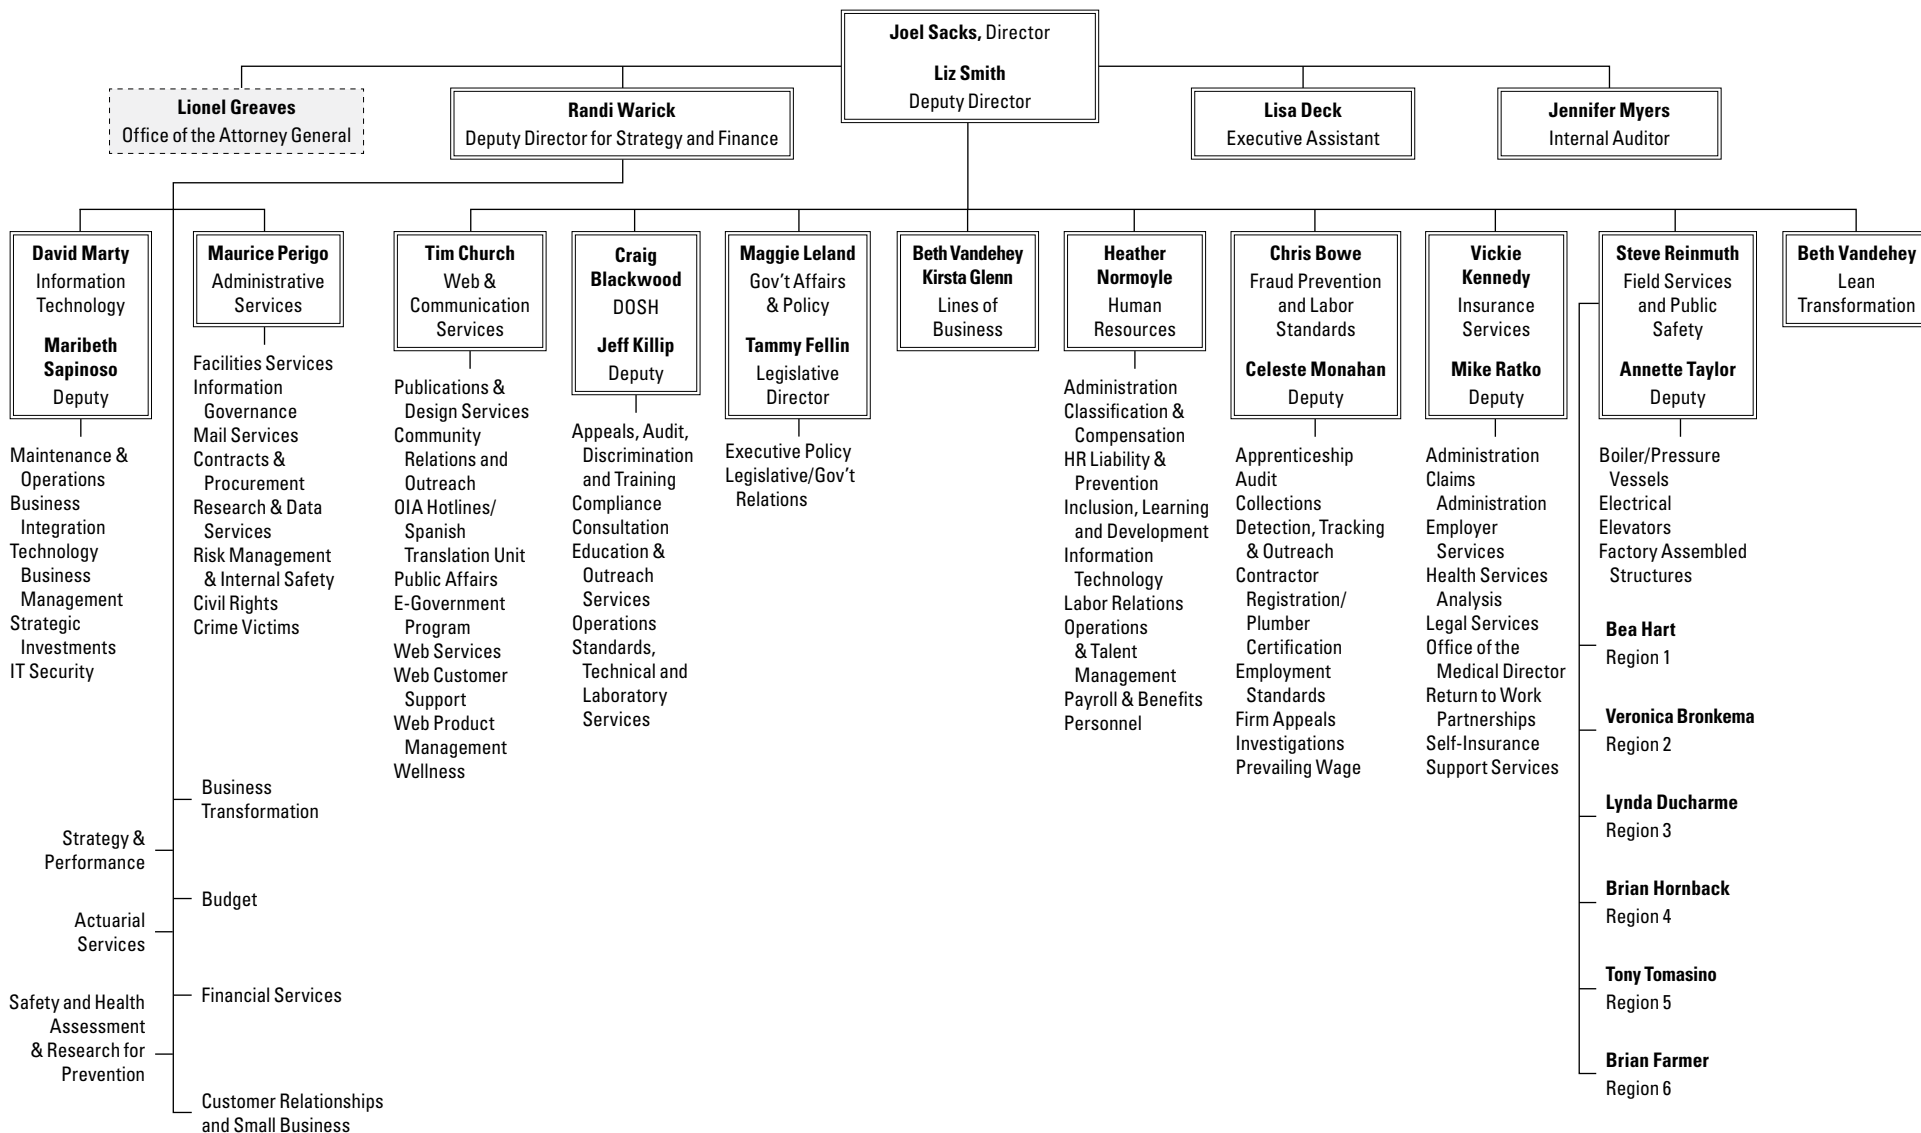 Joel Sacks, Director
Liz Smith
Deputy Director
Lionel Greaves
Office of the Attorney General
Randi Warick
Deputy Director for Strategy and Finance
Lisa Deck
Executive Assistant
Jennifer Myers
Internal Auditor
David Marty
Information
Technology
Maribeth
Sapinoso
Deputy
Maintenance &
Operations
Business
Integration
Technology
Business
Management
Strategic
Investments
IT Security
Maurice Perigo
Administrative
Services
Facilities Services
Information
Governance
Mail Services
Contracts &
Procurement
Research & Data
Services
Risk Management
& Internal Safety
Civil Rights
Crime Victims
Tim Church
Web &
Communication
Services
Publications &
Design Services
Community
Relations and
Outreach
OIA Hotlines/
Spanish
Translation Unit
Public Affairs
E-Government
Program
Web Services
Web Customer
Support
Web Product
Management
Wellness
Craig
Blackwood
DOSH
Jeff Killip
Deputy
Appeals, Audit,
Discrimination
and Training
Compliance
Consultation
Education &
Outreach
Services
Operations
Standards,
Technical and
Laboratory
Services
Maggie Leland
Gov't Affairs
& Policy
Tammy Fellin
Legislative
Director
Executive Policy
Legislative/Gov't
Relations
Beth Vandehey
Kirsta Glenn
Lines of
Business
Heather
Normoyle
Human
Resources
Administration
Classification &
Compensation
HR Liability &
Prevention
Inclusion, Learning
and Development
Information
Technology
Labor Relations
Operations
& Talent
Management
Payroll & Benefits
Personnel
Chris Bowe
Fraud Prevention
and Labor
Standards
Celeste Monahan
Deputy
Apprenticeship
Audit
Collections
Detection, Tracking
& Outreach
Contractor
Registration/
Plumber
Certification
Employment
Standards
Firm Appeals
Investigations
Prevailing Wage
Vickie
Kennedy
Insurance
Services
Mike Ratko
Deputy
Administration
Claims
Administration
Employer
Services
Health Services
Analysis
Legal Services
Office of the
Medical Director
Return to Work
Partnerships
Self-Insurance
Support Services
Steve Reinmuth
Field Services
and Public
Safety
Annette Taylor
Deputy
Boiler/Pressure
Vessels
Electrical
Elevators
Factory Assembled
Structures
Bea Hart
Region 1
Veronica Bronkema
Region 2
Lynda Ducharme
Region 3
Brian Hornback
Region 4
Tony Tomasino
Region 5
Brian Farmer
Region 6
Beth Vandehey
Lean
Transformation
Business
Transformation
Strategy &
Performance
Budget
Actuarial
Services
Financial Services
Safety and Health
Assessment
& Research for
Prevention
Customer Relationships
and Small Business